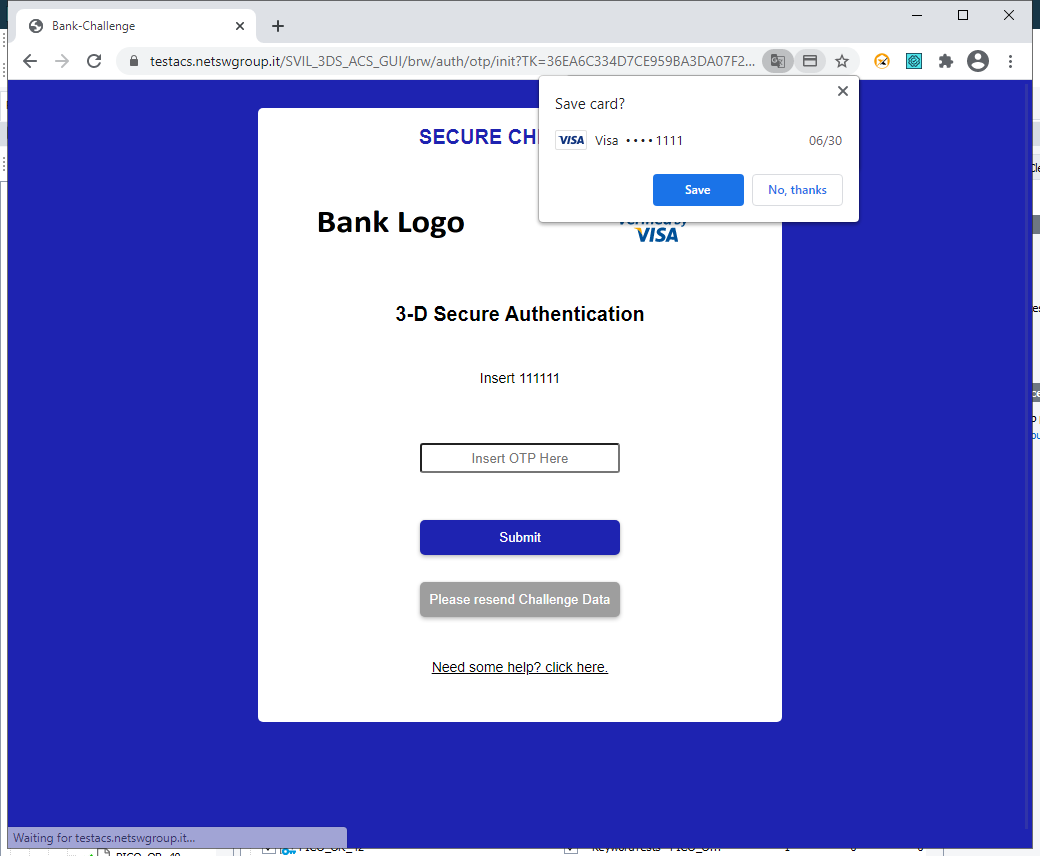 Bank-Challenge
testacs.netswgroup.it/SVIL_3DS_ACS_GUI/brw/auth/otp/init?TK=36EA6C334D7CE959BA3DA07F2...
Save card?
VISA Visa •••• 1111 06/30
Save No, thanks
SECURE CH
Bank Logo
Verified by
VISA
3-D Secure Authentication
Insert 111111
Insert OTP Here
Submit
Please resend Challenge Data
Need some help? click here.
Waiting for testacs.netswgroup.it...